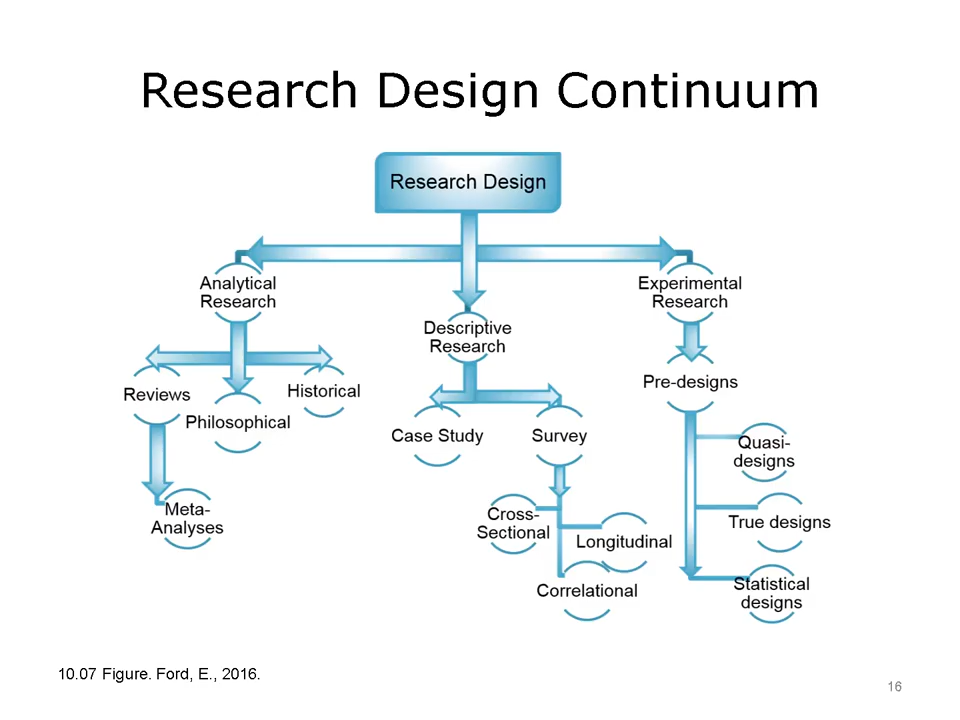 Research Design Continuum
Research Design
Analytical
Research
Experimental
Research
Descriptive
Research
Reviews
Philosophical
Historical
Case Study
Survey
Pre-designs
Meta-
Analyses
Cross-
Sectional
Longitudinal
Correlational
Quasi-
designs
True designs
Statistical
designs
10.07 Figure. Ford, E., 2016.
16